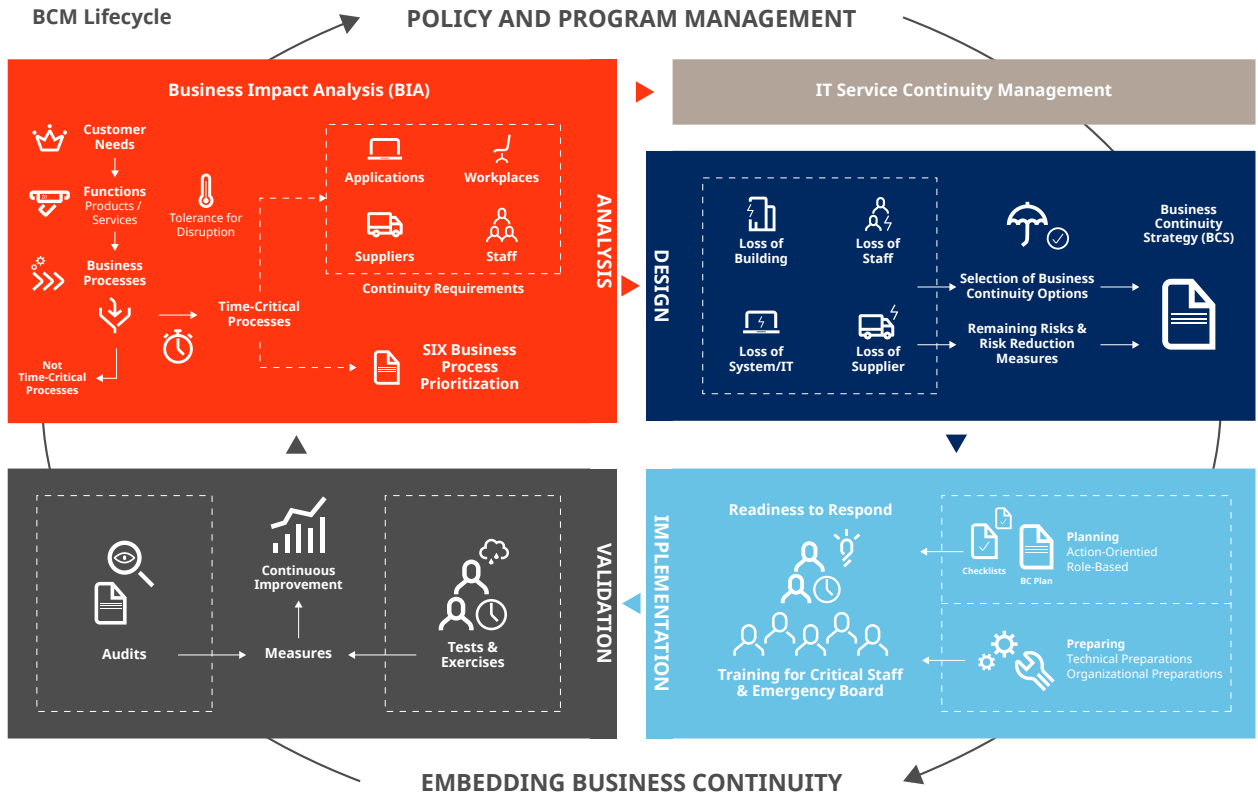 BCM Lifecycle
POLICY AND PROGRAM MANAGEMENT
Business Impact Analysis (BIA)
Customer
Needs
Functions
Products /
Services
Business
Processes
Not
Time-Critical
Processes
Tolerance for
Disruption
Time-Critical
Processes
Applications
Workplaces
Suppliers
Staff
Continuity Requirements
SIX Business
Process
Prioritization
ANALYSIS
IT Service Continuity Management
DESIGN
Loss of
Building
Loss of
Staff
Loss of
System/IT
Loss of
Supplier
Selection of Business
Continuity Options
Remaining Risks &
Risk Reduction
Measures
Business
Continuity
Strategy (BCS)
Audits
Continuous
Improvement
Measures
Tests &
Exercises
VALIDATION
IMPLEMENTATION
Readiness to Respond
Training for Critical Staff
& Emergency Board
Checklists
BC Plan
Planning
Action-Orientied
Role-Based
Preparing
Technical Preparations
Organizational Preparations
EMBEDDING BUSINESS CONTINUITY